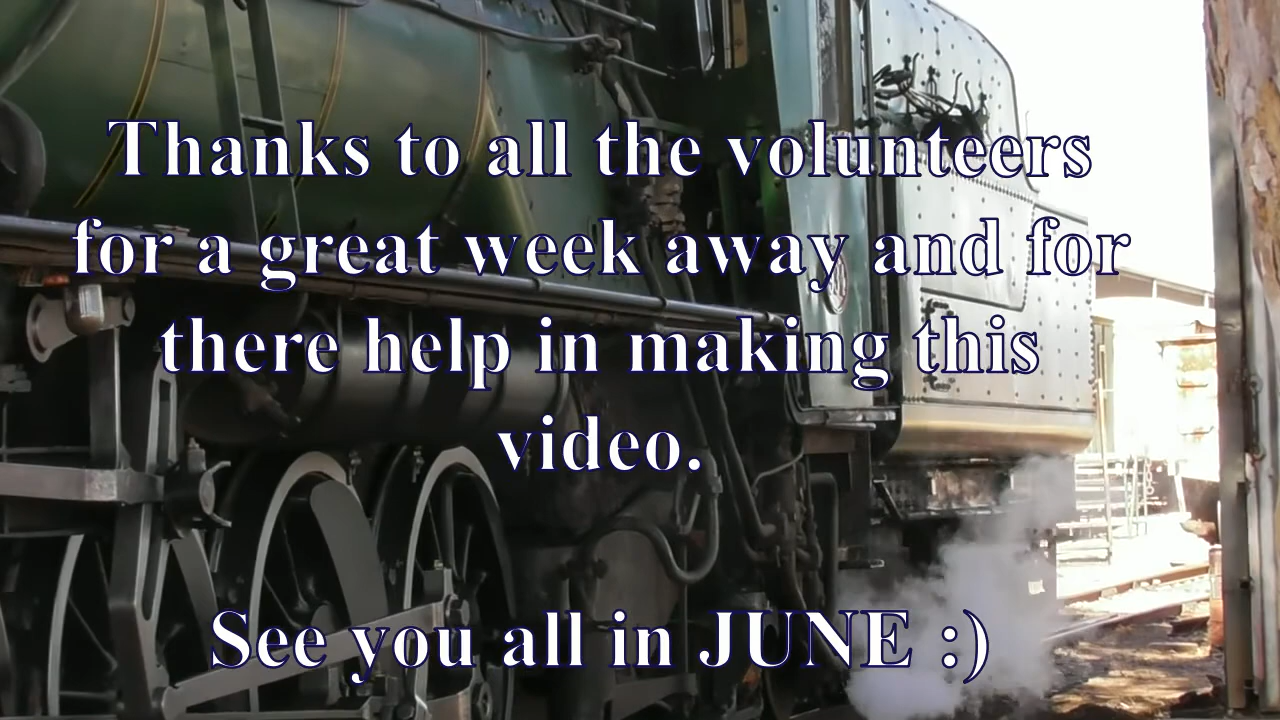 Thanks to all the volunteers
for a great week away and for
there help in making this
video.
See you all in JUNE :)